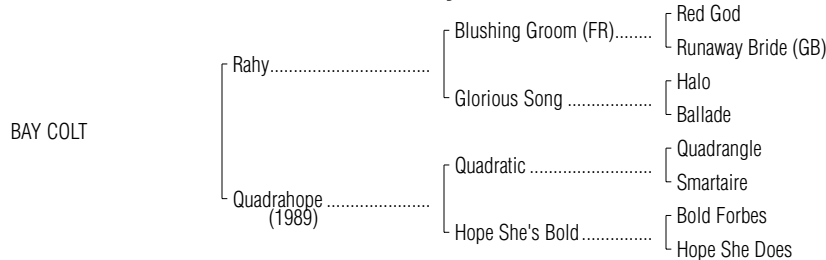 Red God
Blushing Groom (FR)........
Runaway Bride (GB)
Rahy.................................
Halo
Glorious Song .................
Ballade
BAY COLT
Quadrangle
Quadratic .........................
Smartaire
Quadrahope .....................
(1989)
Bold Forbes
Hope She's Bold...............
Hope She Does